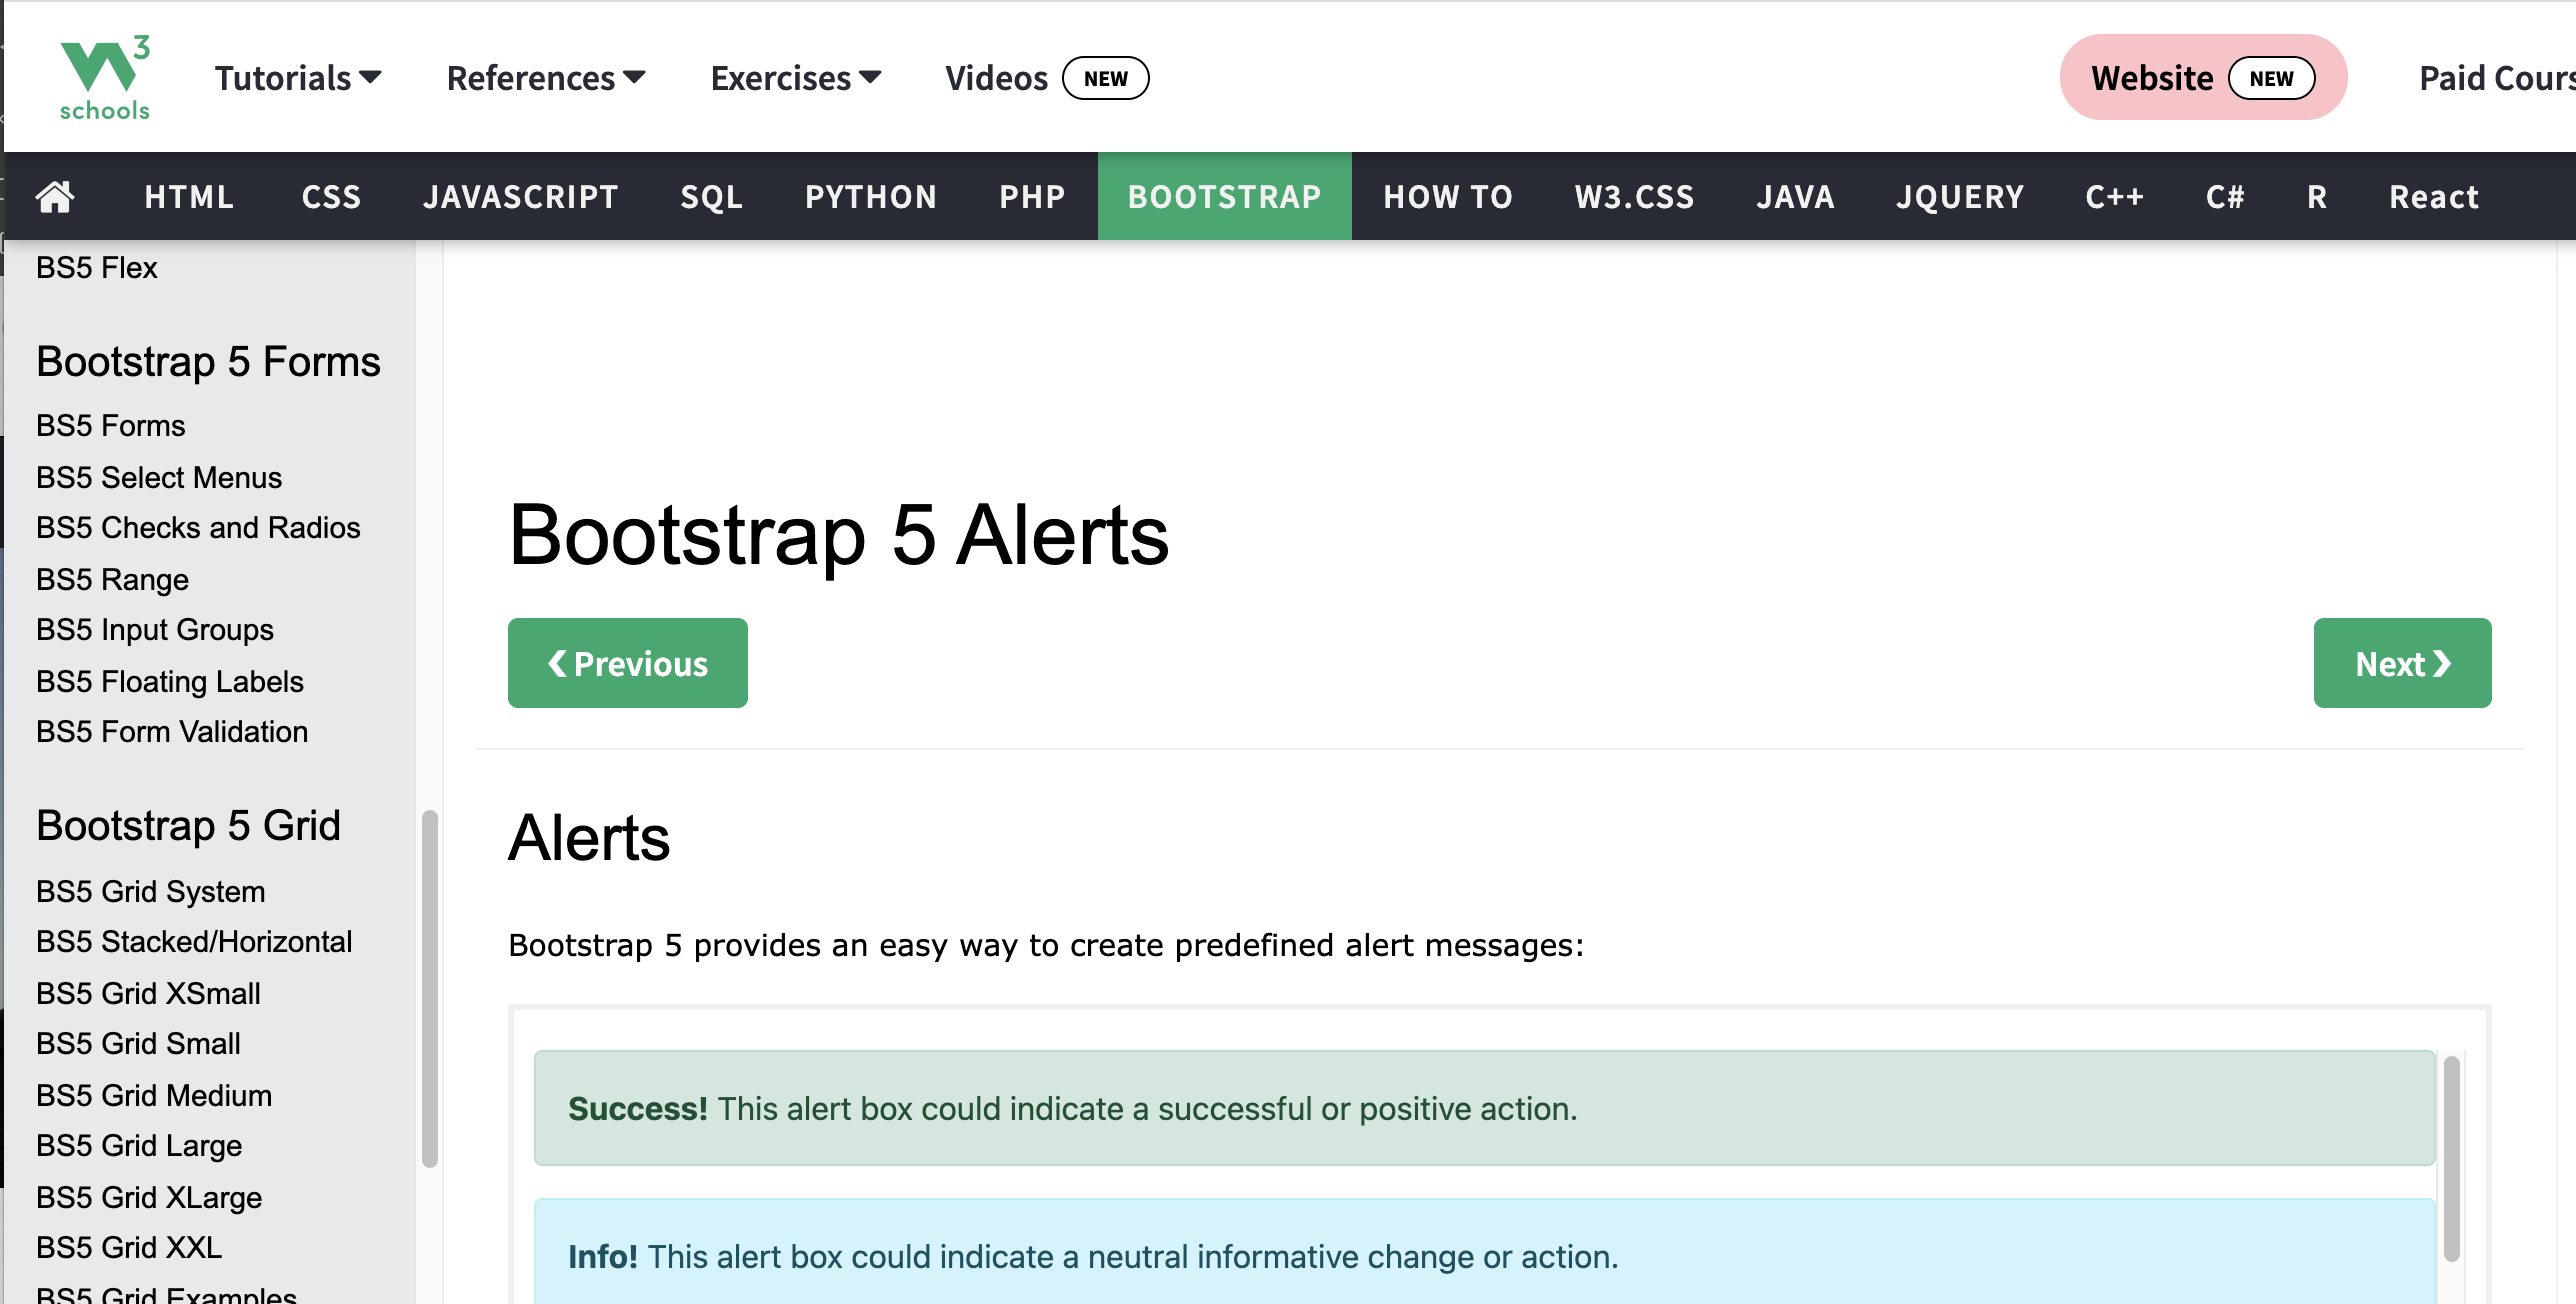 W3 schools
Tutorials References Exercises Videos NEW Website NEW Paid Cours
HTML CSS JAVASCRIPT SQL PYTHON PHP BOOTSTRAP HOW TO W3.CSS JAVA JQUERY C++ C# R React
BS5 Flex
Bootstrap 5 Forms
BS5 Forms
BS5 Select Menus
BS5 Checks and Radios
BS5 Range
BS5 Input Groups
BS5 Floating Labels
BS5 Form Validation
Bootstrap 5 Grid
BS5 Grid System
BS5 Stacked/Horizontal
BS5 Grid XSmall
BS5 Grid Small
BS5 Grid Medium
BS5 Grid Large
BS5 Grid XLarge
BS5 Grid XXL
BS5 Grid Examples
Bootstrap 5 Alerts
❮ Previous
Next ❯
Alerts
Bootstrap 5 provides an easy way to create predefined alert messages:
Success! This alert box could indicate a successful or positive action.
Info! This alert box could indicate a neutral informative change or action.